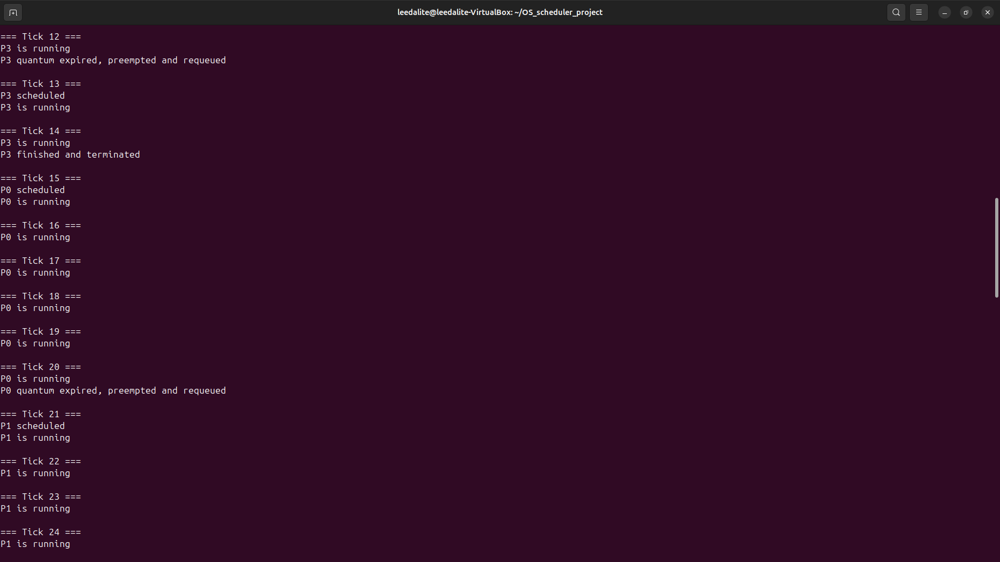 leedalite@leedalite-VirtualBox: ~/OS_scheduler_project
=== Tick 12 ===
P3 is running
P3 quantum expired, preempted and requeued
=== Tick 13 ===
P3 scheduled
P3 is running
=== Tick 14 ===
P3 is running
P3 finished and terminated
=== Tick 15 ===
P0 scheduled
P0 is running
=== Tick 16 ===
P0 is running
=== Tick 17 ===
P0 is running
=== Tick 18 ===
P0 is running
=== Tick 19 ===
P0 is running
=== Tick 20 ===
P0 is running
P0 quantum expired, preempted and requeued
=== Tick 21 ===
P1 scheduled
P1 is running
=== Tick 22 ===
P1 is running
=== Tick 23 ===
P1 is running
=== Tick 24 ===
P1 is running